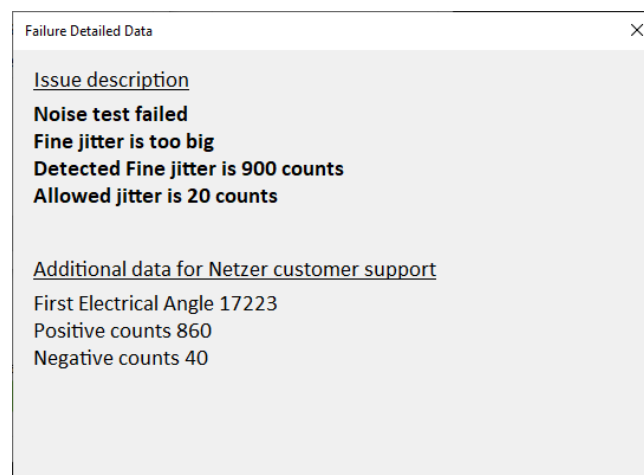 Failure Detailed Data
Issue description
Noise test failed
Fine jitter is too big
Detected Fine jitter is 900 counts
Allowed jitter is 20 counts
Additional data for Netzer customer support
First Electrical Angle 17223
Positive counts 860
Negative counts 40